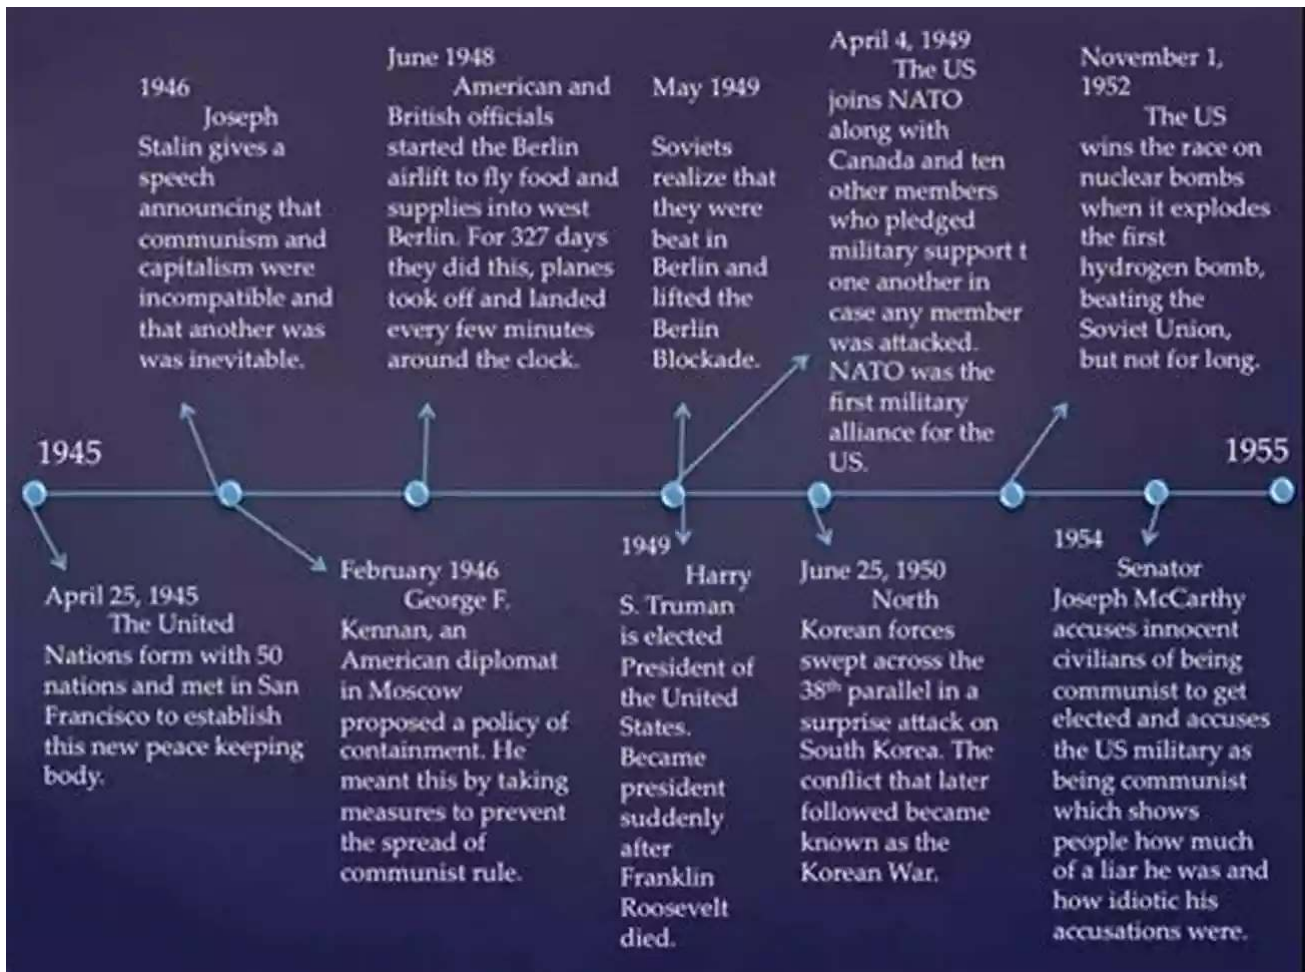 June 1948
American and
British officials
started the Berlin
airlift to fly food and
supplies into west
Berlin. For 327 days
they did this, planes
took off and landed
every few minutes
around the clock.
1946
Joseph
Stalin gives a
speech
announcing that
communism and
capitalism were
incompatible and
that another was
was inevitable.
May 1949
Soviets
realize that
they were
beat in
Berlin and
lifted the
Berlin
Blockade.
April 4, 1949
The US
joins NATO
along with
Canada and ten
other members
who pledged
military support t
one another in
case any member
was attacked.
NATO was the
first military
alliance for the
US.
November 1,
1952
The US
wins the race on
nuclear bombs
when it explodes
the first
hydrogen bomb,
beating the
Soviet Union,
but not for long.
1945
1955
April 25, 1945
The United
Nations form with 50
nations and met in San
Francisco to establish
this new peace keeping
body.
February 1946
George F.
Kennan, an
American diplomat
in Moscow
proposed a policy of
containment. He
meant this by taking
measures to prevent
the spread of
communist rule.
1949
Harry
S. Truman
is elected
President of
the United
States.
Became
president
suddenly
after
Franklin
Roosevelt
died.
June 25, 1950
North
Korean forces
swept across the
38th parallel in a
surprise attack on
South Korea. The
conflict that later
followed became
known as the
Korean War.
1954
Senator
Joseph McCarthy
accuses innocent
civilians of being
communist to get
elected and accuses
the US military as
being communist
which shows
people how much
of a liar he was and
how idiotic his
accusations were.